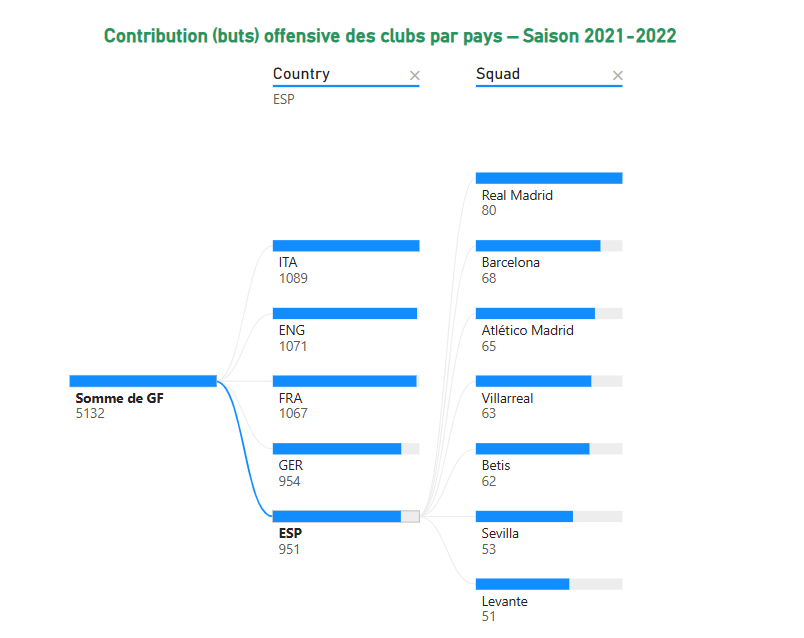 Contribution (buts) offensive des clubs par pays – Saison 2021-2022
Country ×
ESP
Squad ×
Somme de GF
5132
ITA
1089
ENG
1071
FRA
1067
GER
954
ESP
951
Real Madrid
80
Barcelona
68
Atlético Madrid
65
Villarreal
63
Betis
62
Sevilla
53
Levante
51